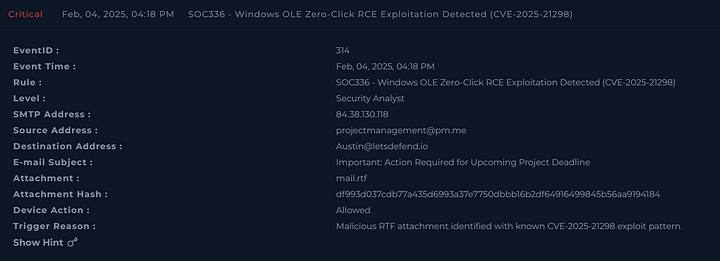 Critical Feb, 04, 2025, 04:18 PM SOC336 - Windows OLE Zero-Click RCE Exploitation Detected (CVE-2025-21298)
EventID : 314
Event Time : Feb, 04, 2025, 04:18 PM
Rule : SOC336 - Windows OLE Zero-Click RCE Exploitation Detected (CVE-2025-21298)
Level : Security Analyst
SMTP Address : 84.38.130.118
Source Address : projectmanagement@pm.me
Destination Address : Austin@letsdefend.io
E-mail Subject : Important: Action Required for Upcoming Project Deadline
Attachment : mail.rtf
Attachment Hash : df993d037cdb77a435d6993a37e7750dbbb16b2df64916499845b56aa9194184
Device Action : Allowed
Trigger Reason : Malicious RTF attachment identified with known CVE-2025-21298 exploit pattern.
Show Hint